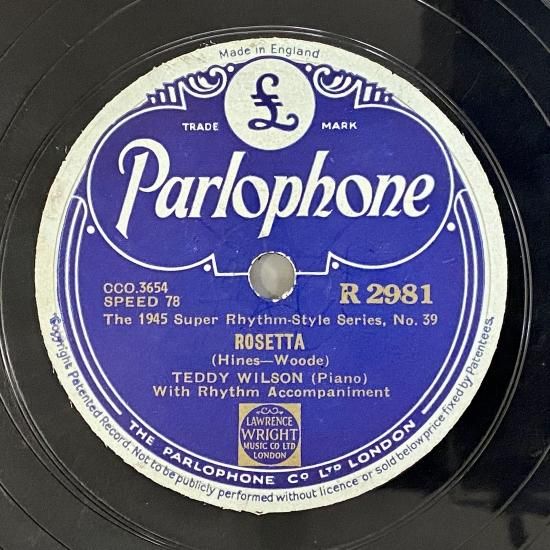 Made in England
£
TRADE MARK
Parlophone
CCO.3654
SPEED 78
R 2981
The 1945 Super Rhythm-Style Series, No. 39
ROSETTA
(Hines—Woode)
TEDDY WILSON (Piano)
With Rhythm Accompaniment
LAWRENCE
WRIGHT
MUSIC CO LTD
LONDON
THE PARLOPHONE CO LTD LONDON
Copyright Patented Record. Not to be publicly performed without licence or sold below price fixed by Patentees.